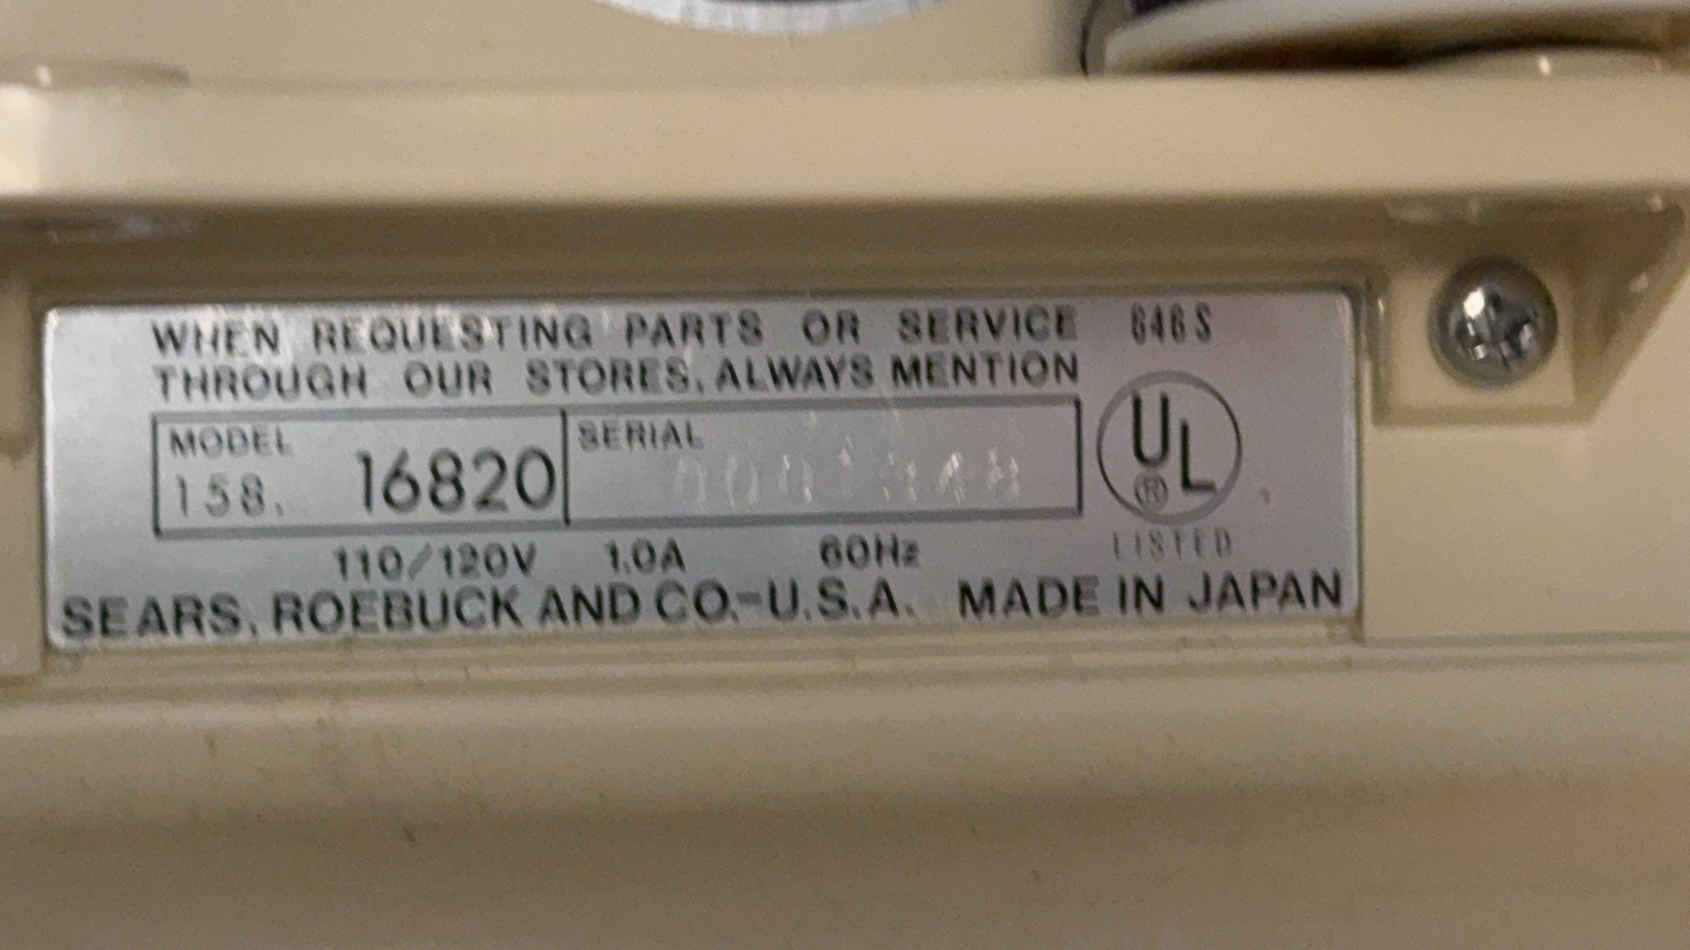 WHEN REQUESTING PARTS OR SERVICE 646S
THROUGH OUR STORES, ALWAYS MENTION
MODEL
158. 16820
SERIAL
UL
®
LISTED
110/120V 1.0A 60Hz
SEARS, ROEBUCK AND CO.-U.S.A. MADE IN JAPAN